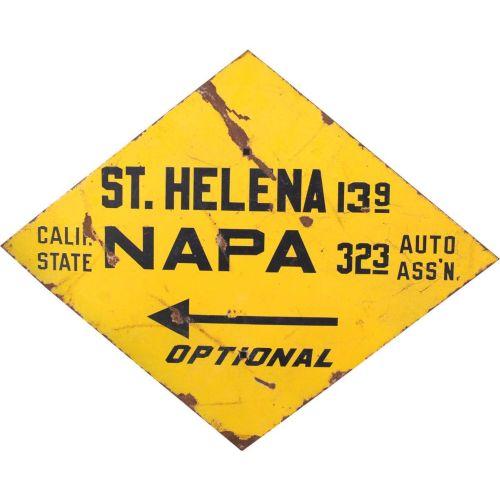 ST. HELENA 13 9
CALIF. STATE NAPA 32 3 AUTO ASS'N.
OPTIONAL